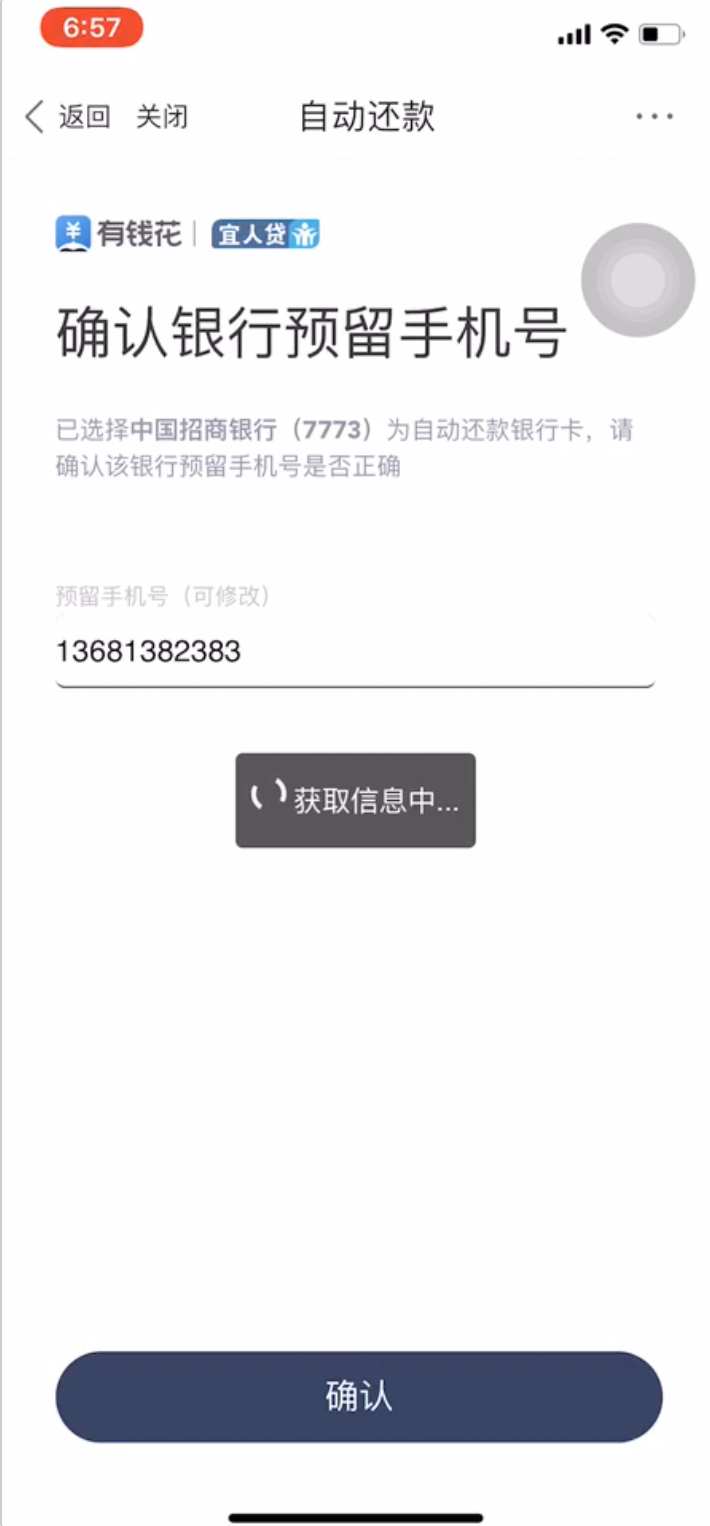 6:57
返回 关闭 自动还款
有钱花 宜人贷
确认银行预留手机号
已选择中国招商银行（7773）为自动还款银行卡，请
确认该银行预留手机号是否正确
预留手机号（可修改）
13681382383
获取信息中...
确认